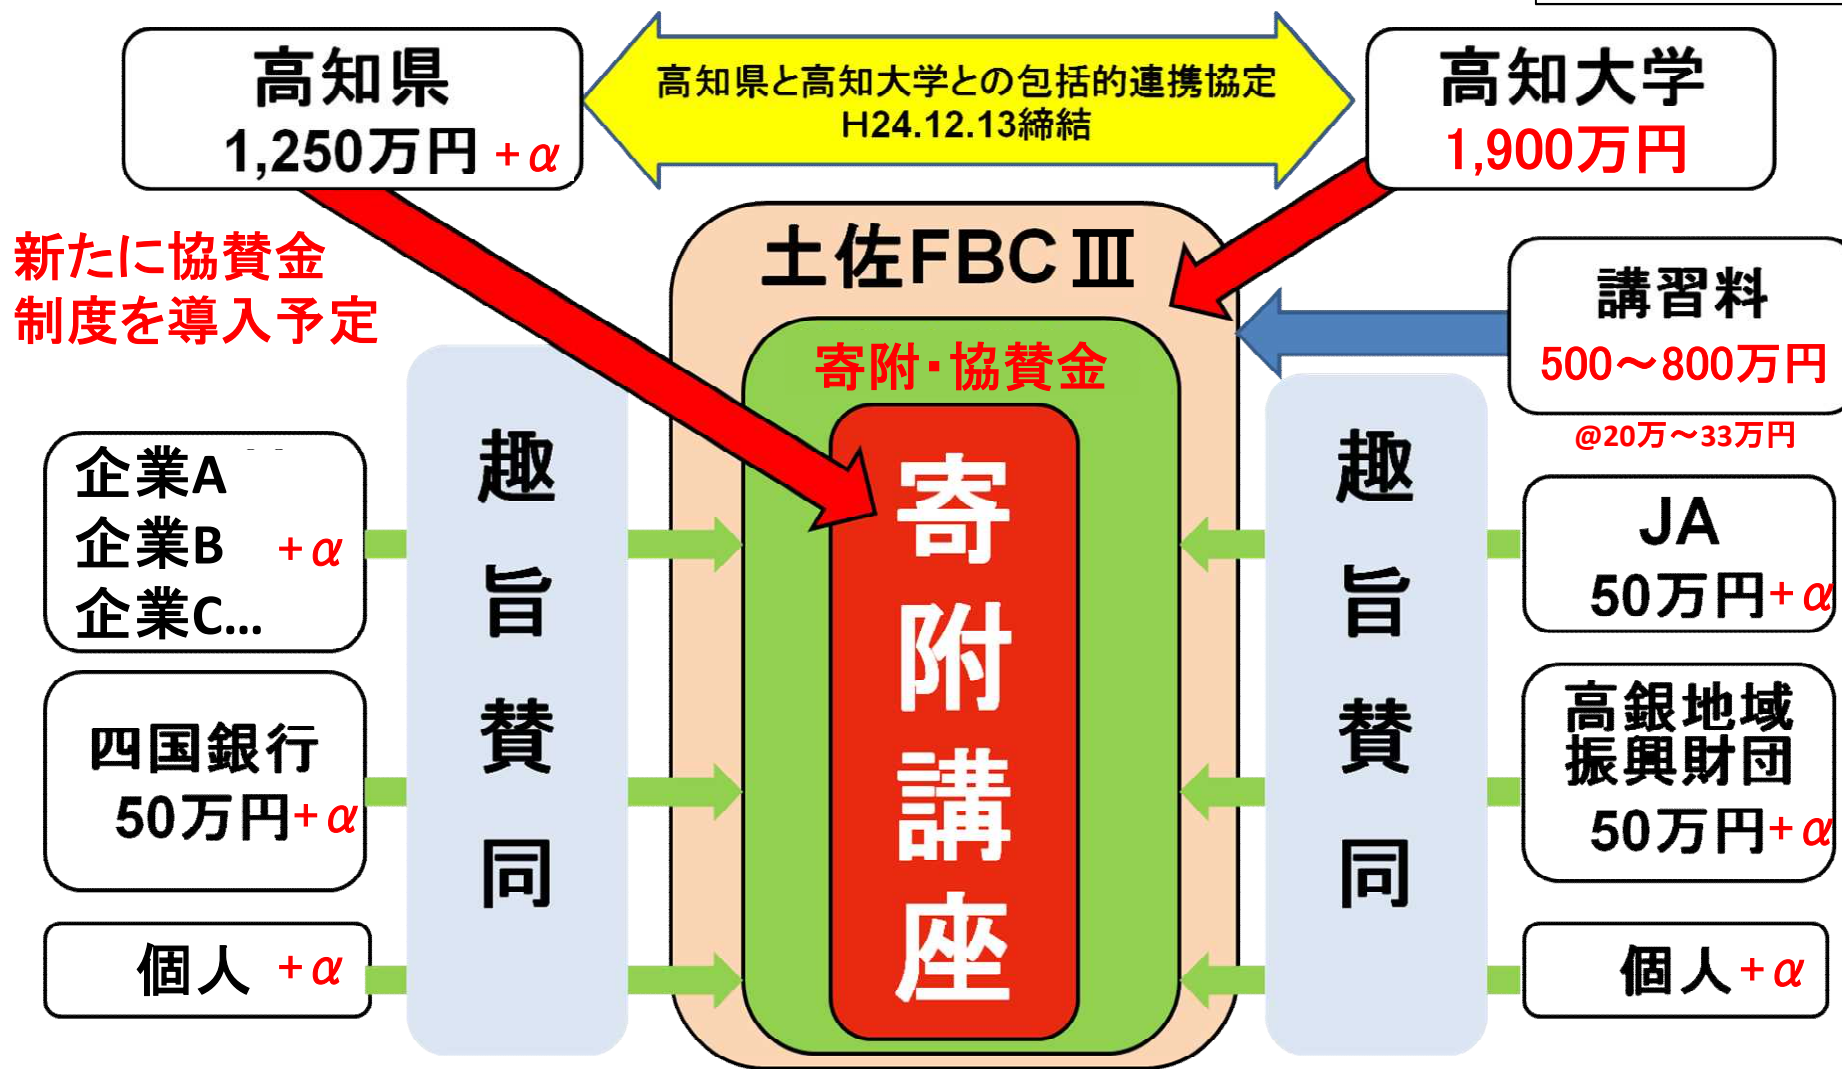 高知県
1,250万円 +α
高知県と高知大学との包括的連携協定
H24.12.13締結
高知大学
1,900万円
新たに協賛金
制度を導入予定
土佐FBCⅢ
寄附・協賛金
寄附講座
講習料
500～800万円
@20万～33万円
趣旨賛同
趣旨賛同
企業A
企業B +α
企業C…
四国銀行
50万円+α
個人 +α
JA
50万円+α
高銀地域
振興財団
50万円+α
個人+α